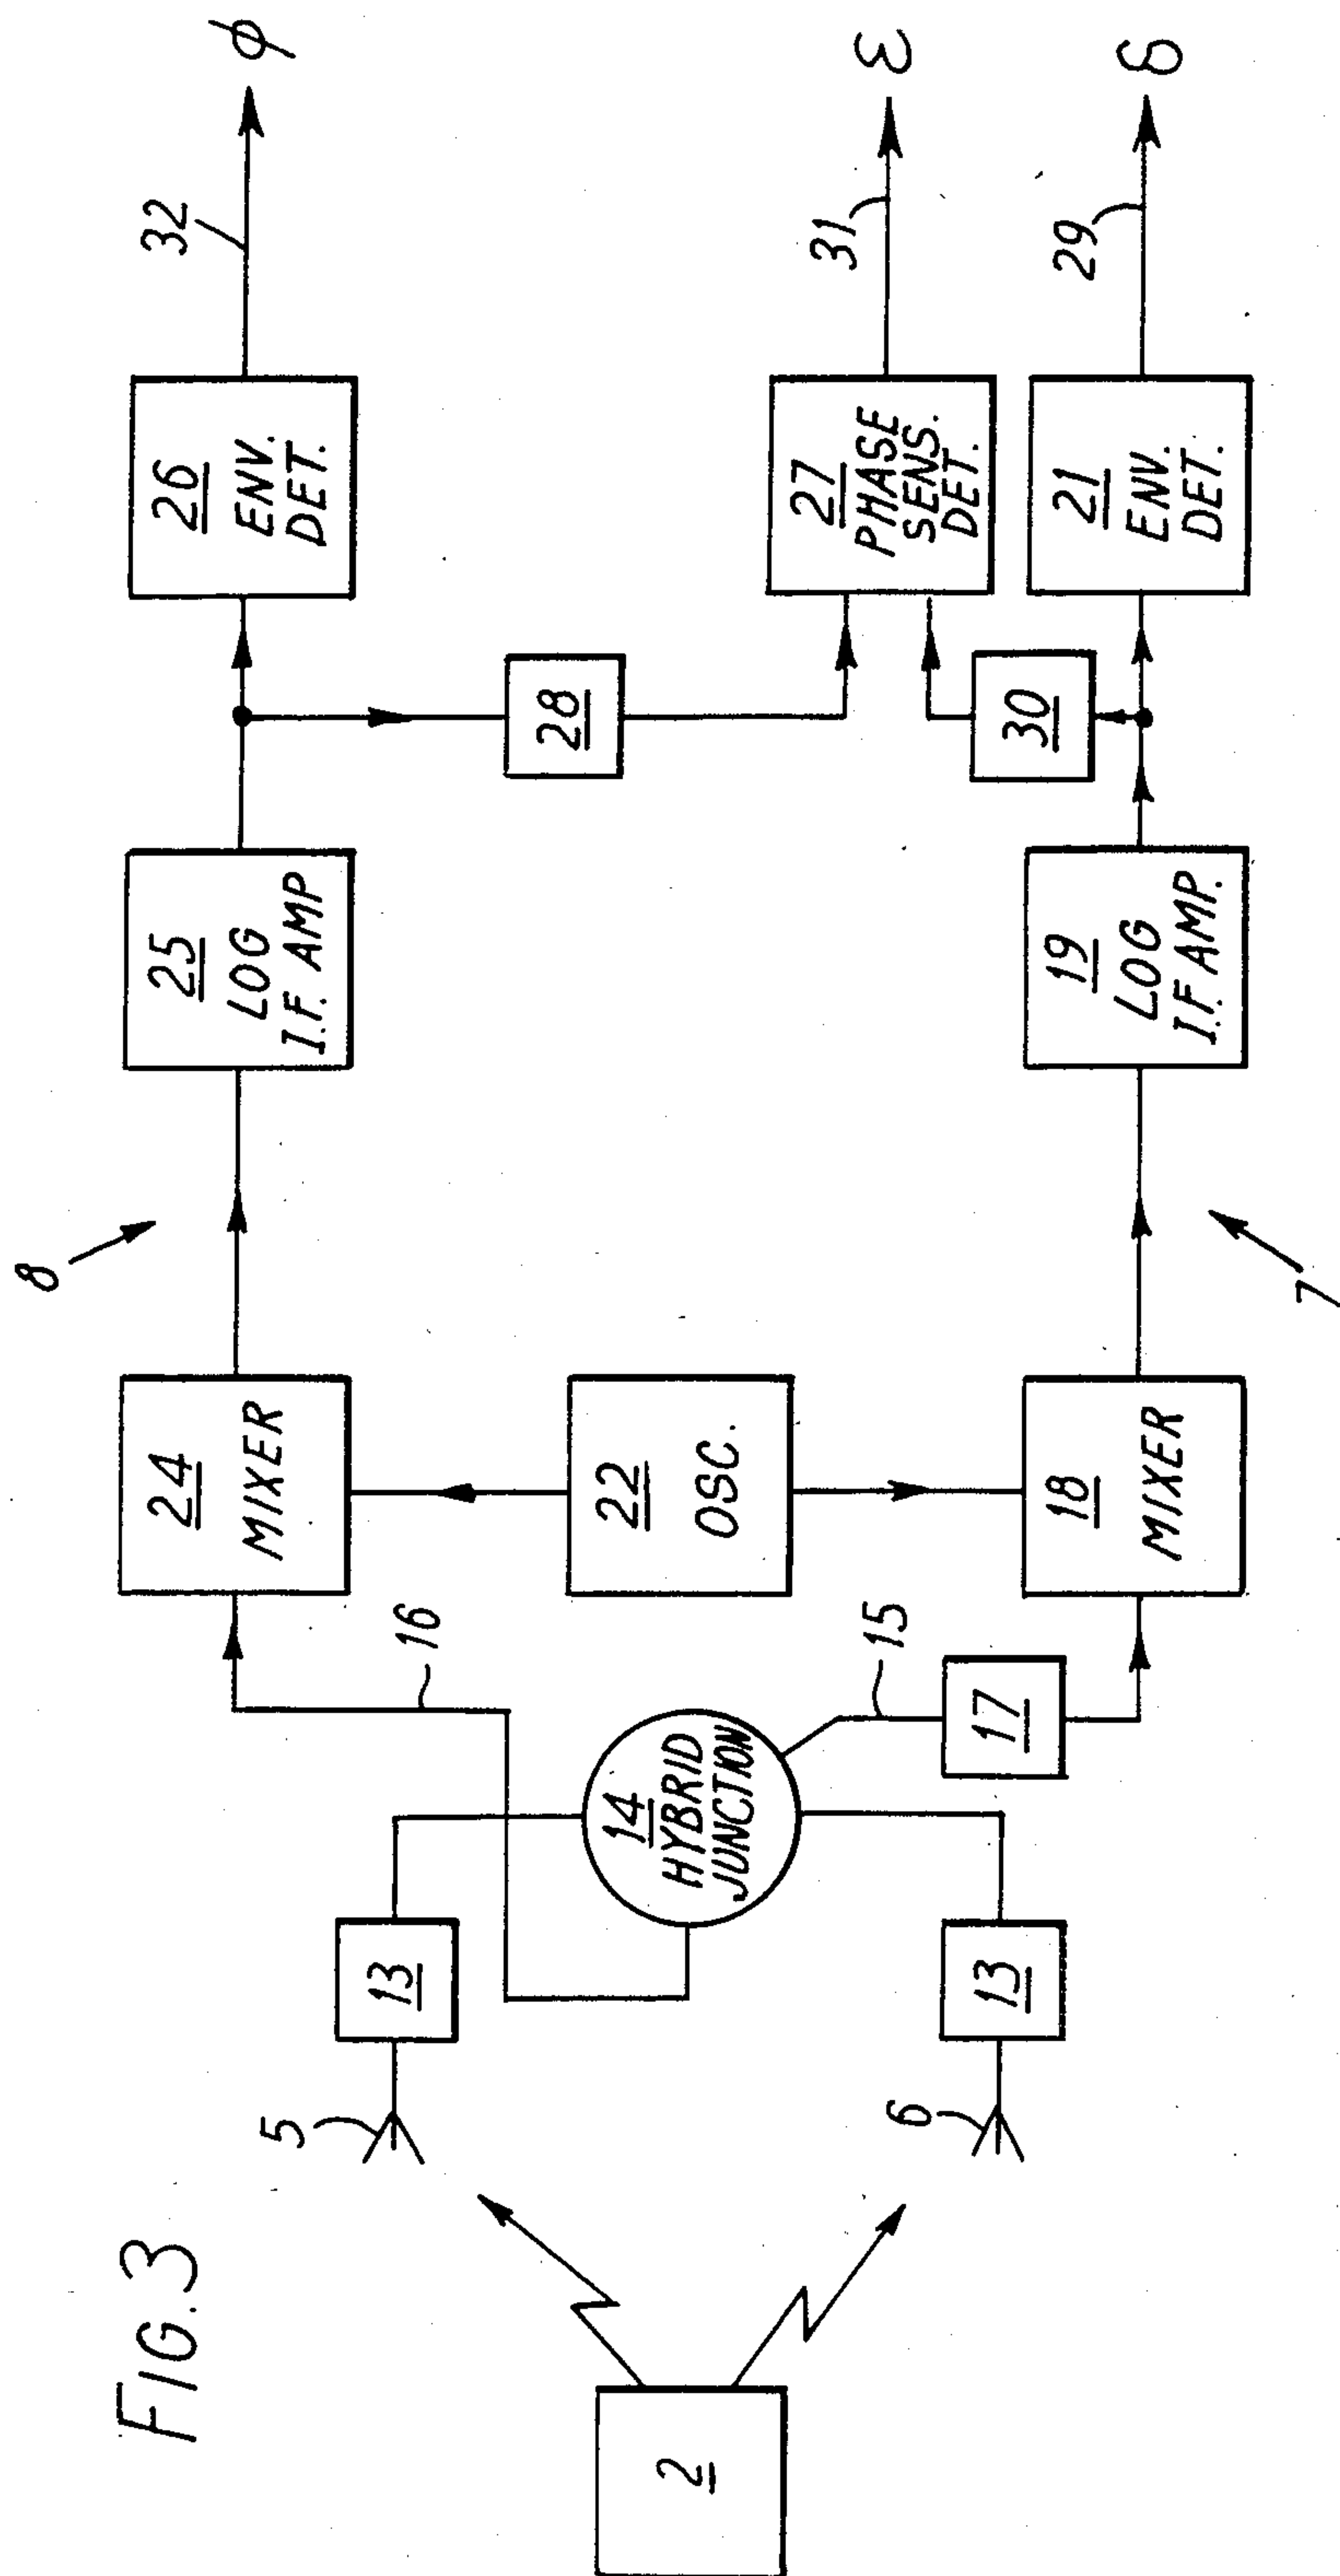 FIG. 3
2
5
6
13
13
14
HYBRID
JUNCTION
16
15
17
24
MIXER
22
OSC.
18
MIXER
8
7
25
LOG
I.F. AMP
19
LOG
I.F. AMP.
28
30
26
ENV.
DET.
27
PHASE
SENS.
DET.
21
ENV.
DET.
32
31
29
ϕ
ε
δ